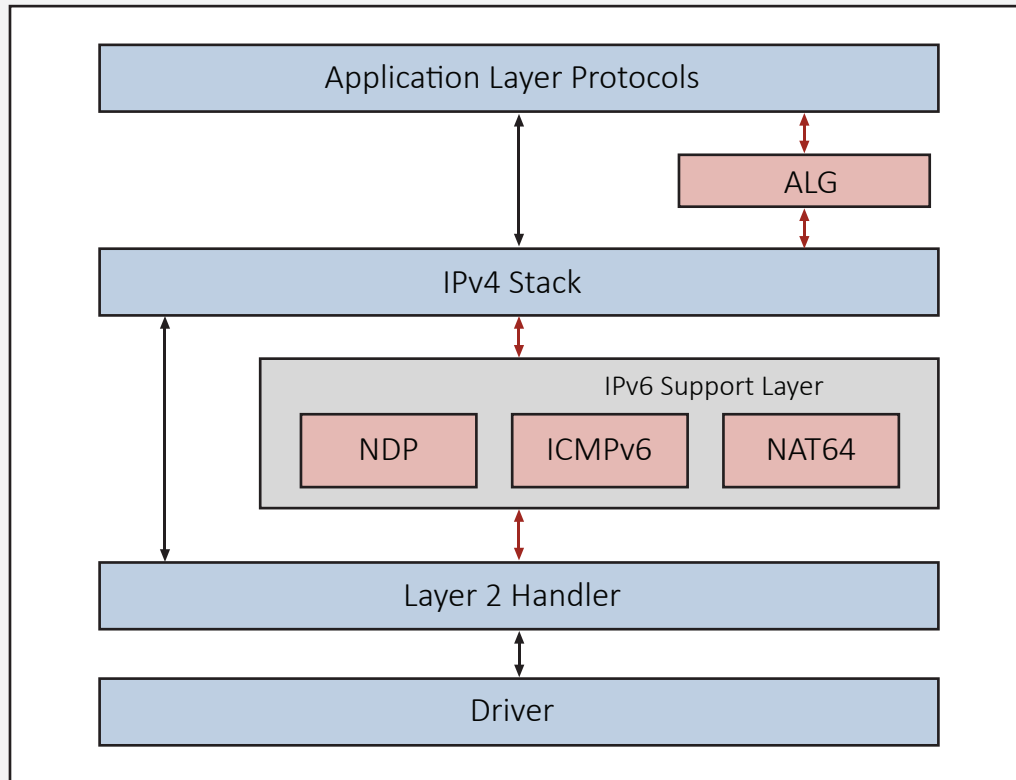 Application Layer Protocols
ALG
IPv4 Stack
IPv6 Support Layer
NDP
ICMPv6
NAT64
Layer 2 Handler
Driver